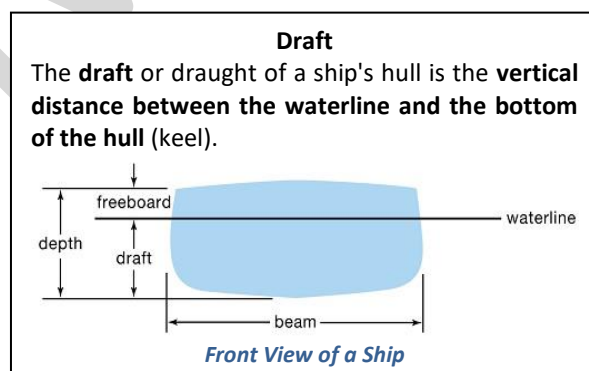 Draft
The draft or draught of a ship's hull is the vertical
distance between the waterline and the bottom
of the hull (keel).
freeboard
waterline
depth
draft
beam
Front View of a Ship